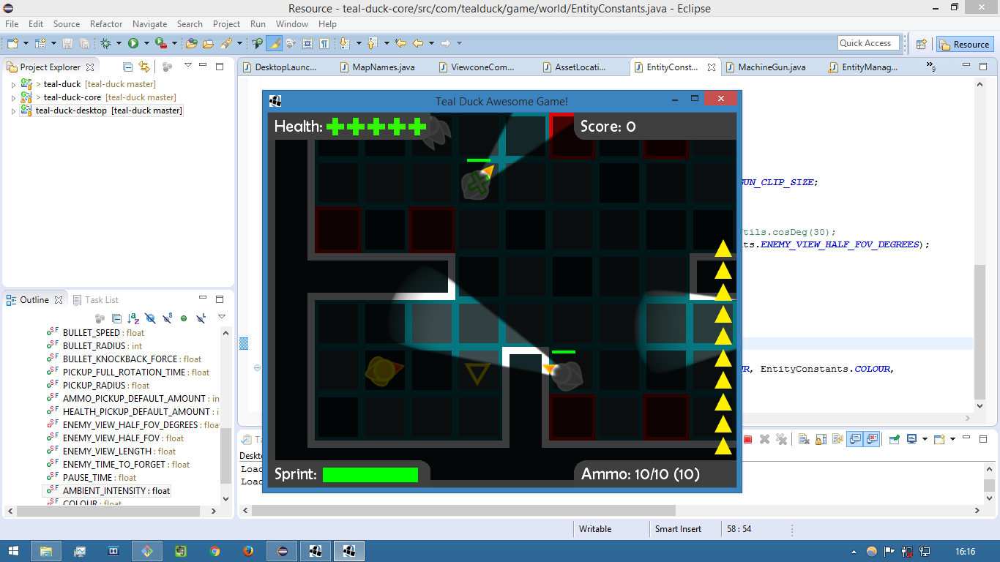 Resource - teal-duck-core/src/com/tealduck/game/world/EntityConstants.java - Eclipse
File Edit Source Refactor Navigate Search Project Run Window Help
Quick Access
Resource
Project Explorer
DesktopLaunc...
MapNames.java
ViewconeCom...
AssetLocati...
EntityConst...
MachineGun.java
EntityManag...
9
> teal-duck [teal-duck master]
> teal-duck-core [teal-duck master]
teal-duck-desktop [teal-duck master]
Teal Duck Awesome Game!
Health:
Score: 0
UN_CLIP_SIZE;
tils.cosDeg(30);
ts.ENEMY_VIEW_HALF_FOV_DEGREES);
Outline
Task List
BULLET_SPEED : float
BULLET_RADIUS : int
BULLET_KNOCKBACK_FORCE : float
PICKUP_FULL_ROTATION_TIME : float
UR, EntityConstants.COLOUR,
PICKUP_RADIUS : float
AMMO_PICKUP_DEFAULT_AMOUNT : in
HEALTH_PICKUP_DEFAULT_AMOUNT : i
ENEMY_VIEW_HALF_FOV_DEGREES : floa
ENEMY_VIEW_HALF_FOV : float
ENEMY_VIEW_LENGTH : float
ENEMY_TIME_TO_FORGET : float
PAUSE_TIME : float
AMBIENT_INTENSITY : float
COLOUR : float
Ta
Deskt
Load
Load
Sprint:
Ammo: 10/10 (10)
Writable
Smart Insert
58 : 54
16:16